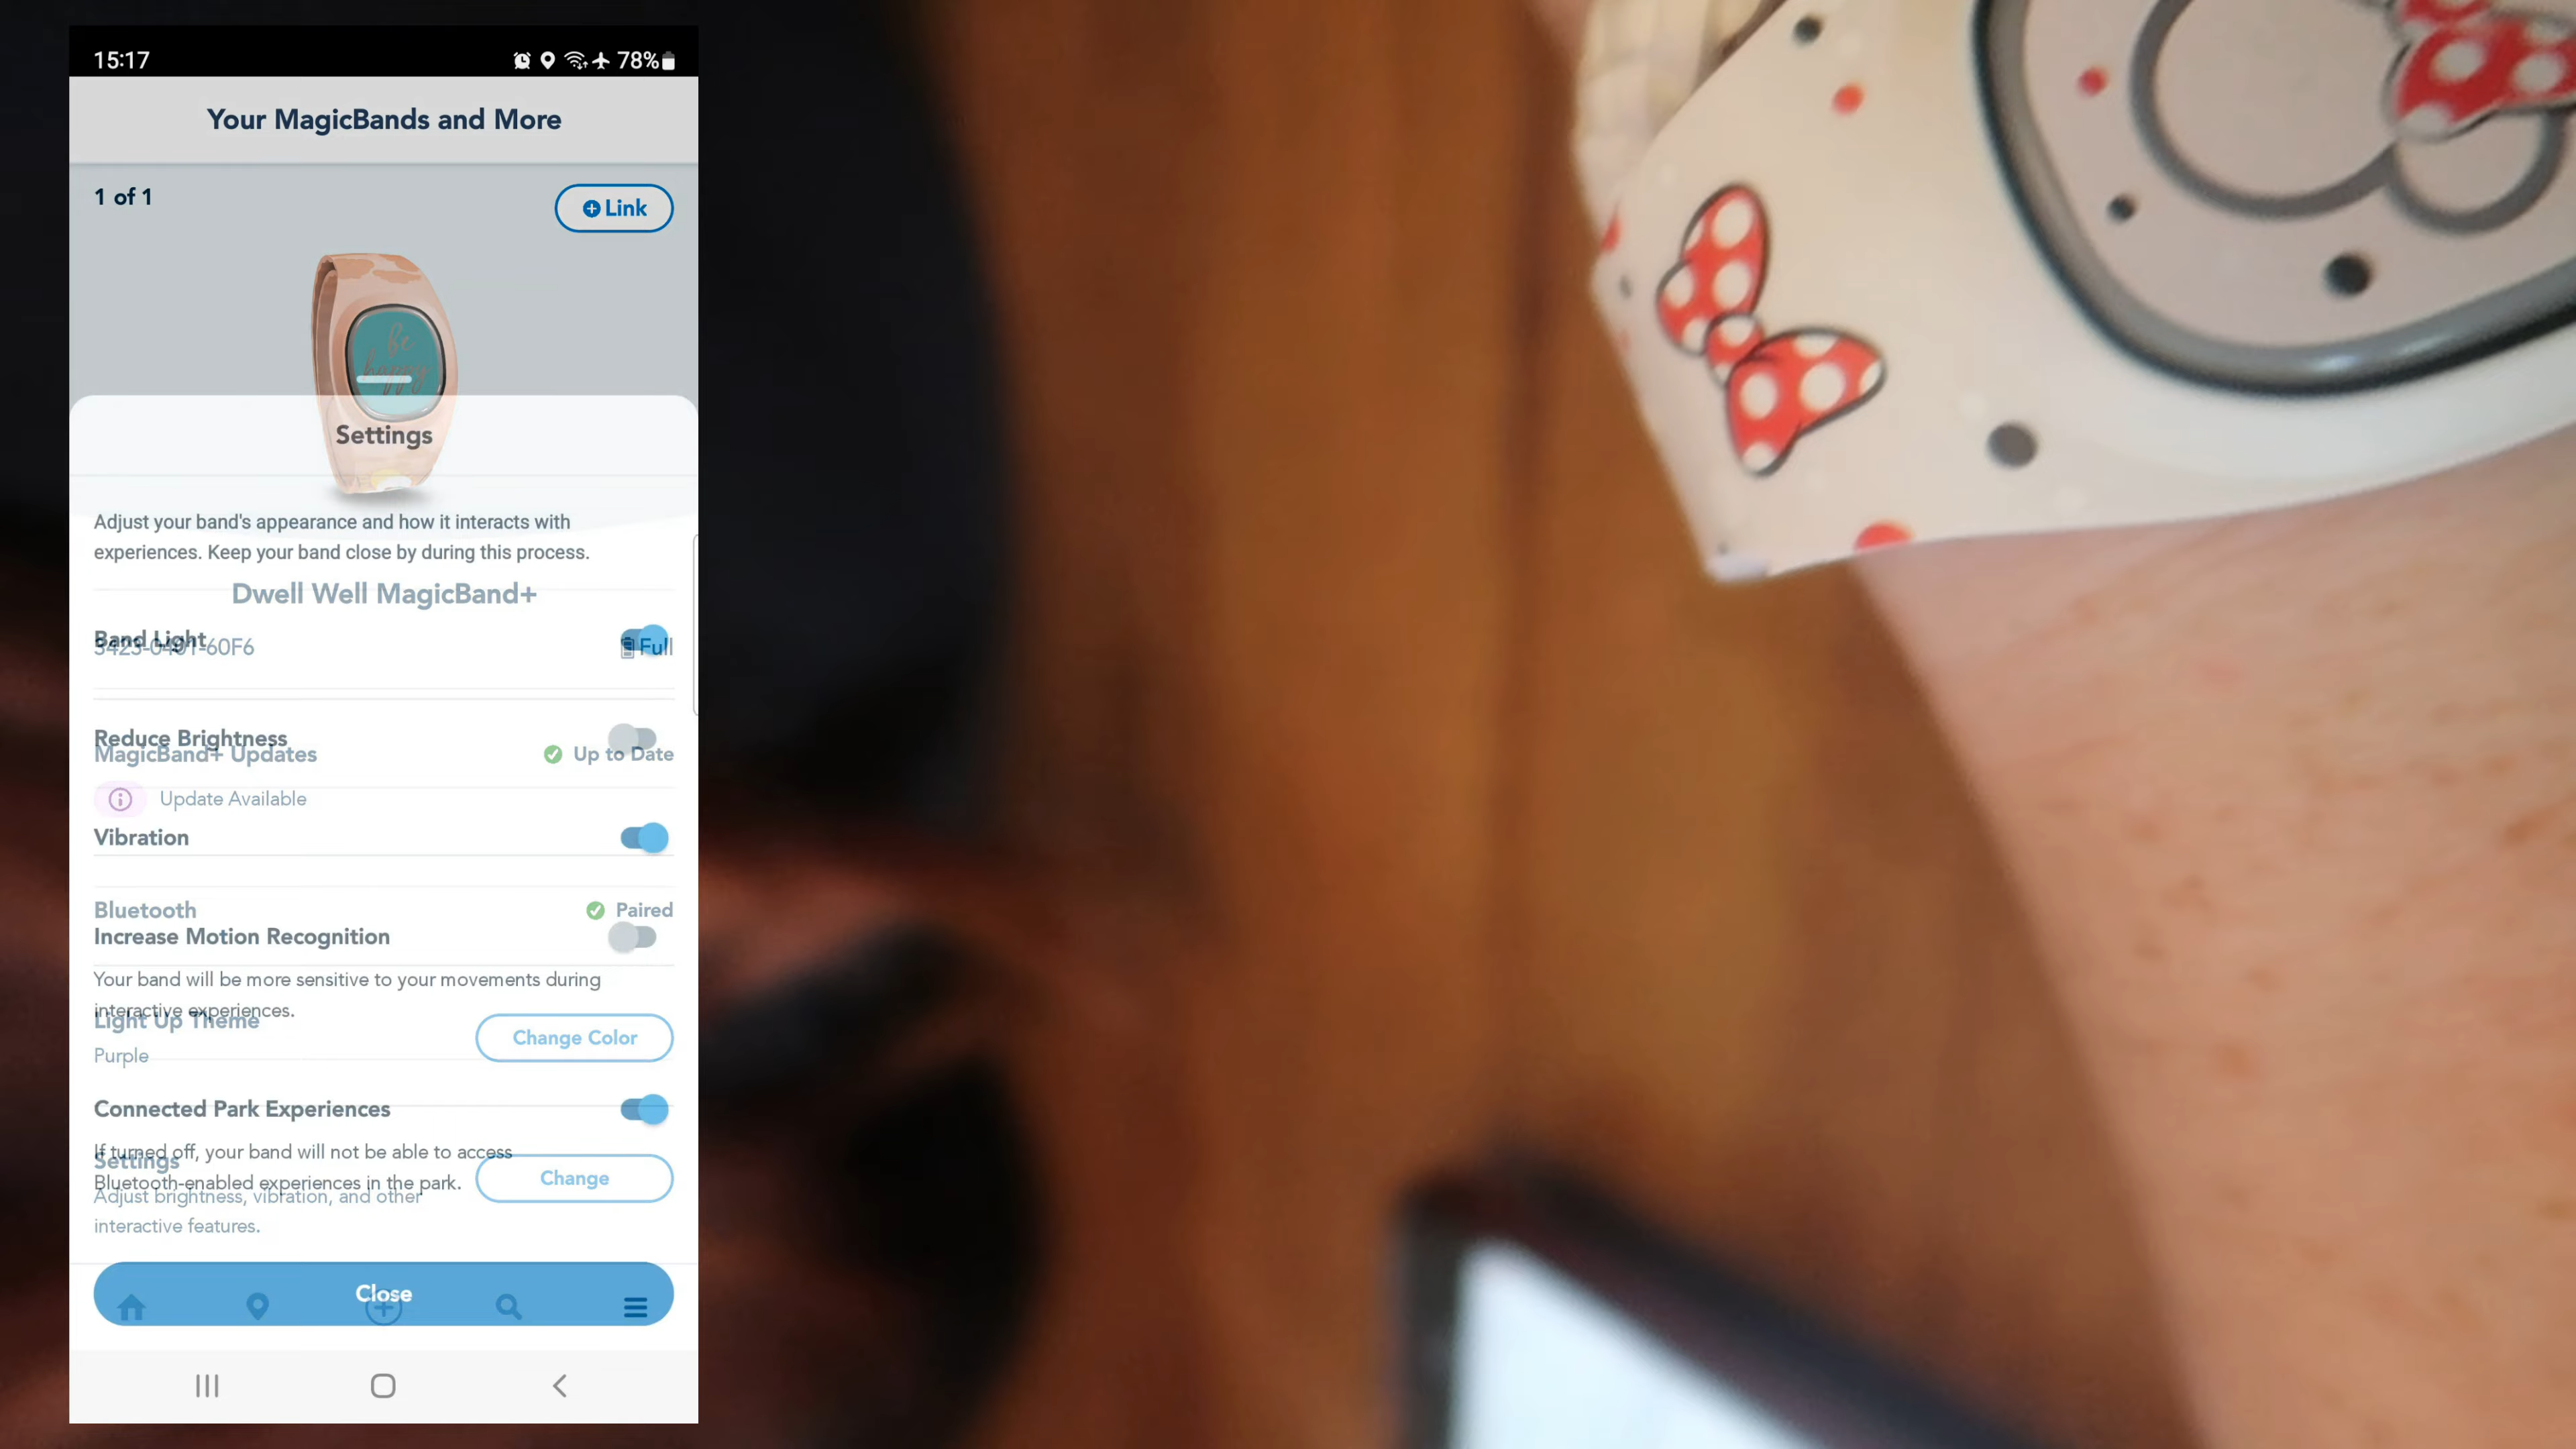 15:17
78%
Your MagicBands and More
1 of 1
Link
be
happy
Settings
Adjust your band's appearance and how it interacts with
experiences. Keep your band close by during this process.
Dwell Well MagicBand+
Band Light
Full
Reduce Brightness
MagicBand+ Updates
Up to Date
Update Available
Vibration
Bluetooth
Paired
Increase Motion Recognition
Your band will be more sensitive to your movements during
interactive experiences.
Light Up Theme
Change Color
Purple
Connected Park Experiences
If turned off, your band will not be able to access
Settings
Change
Bluetooth-enabled experiences in the park.
Adjust brightness, vibration, and other
interactive features.
Close